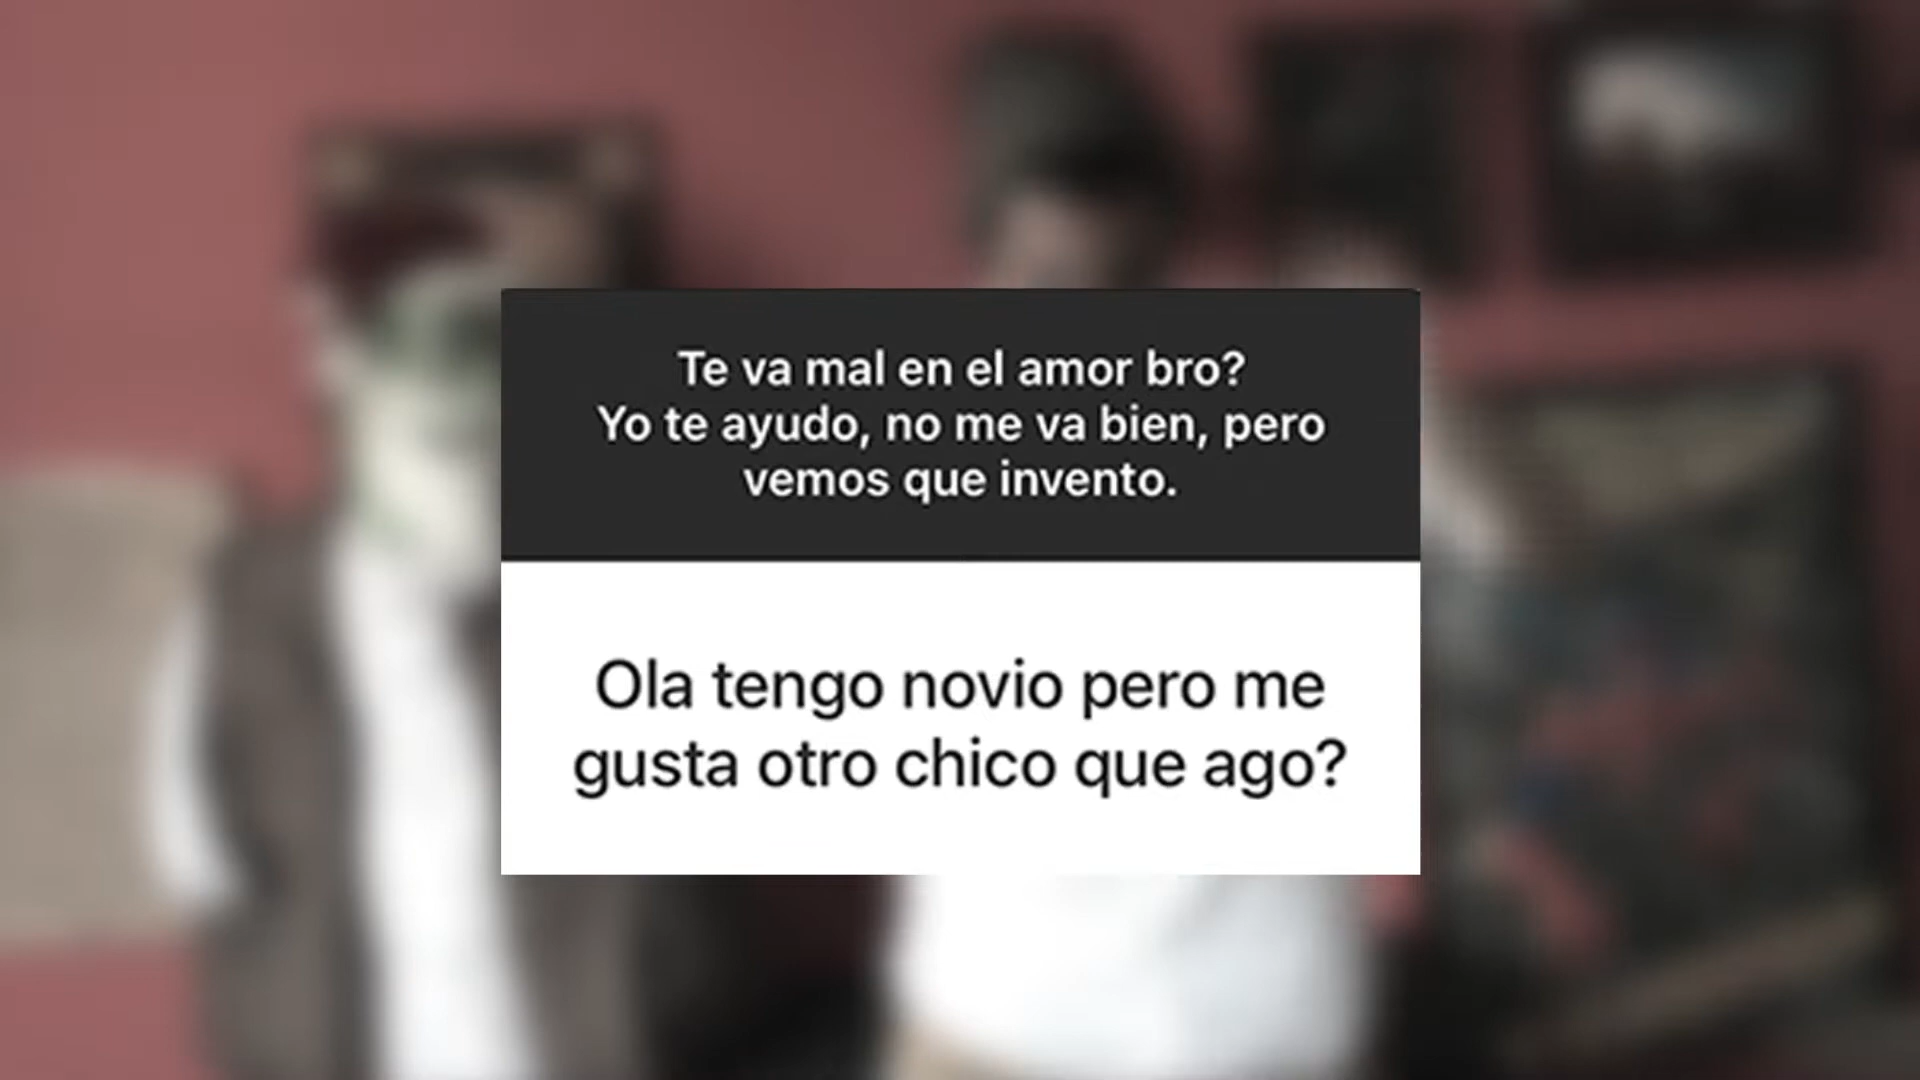 Te va mal en el amor bro?
Yo te ayudo, no me va bien, pero
vemos que invento.
Ola tengo novio pero me
gusta otro chico que ago?